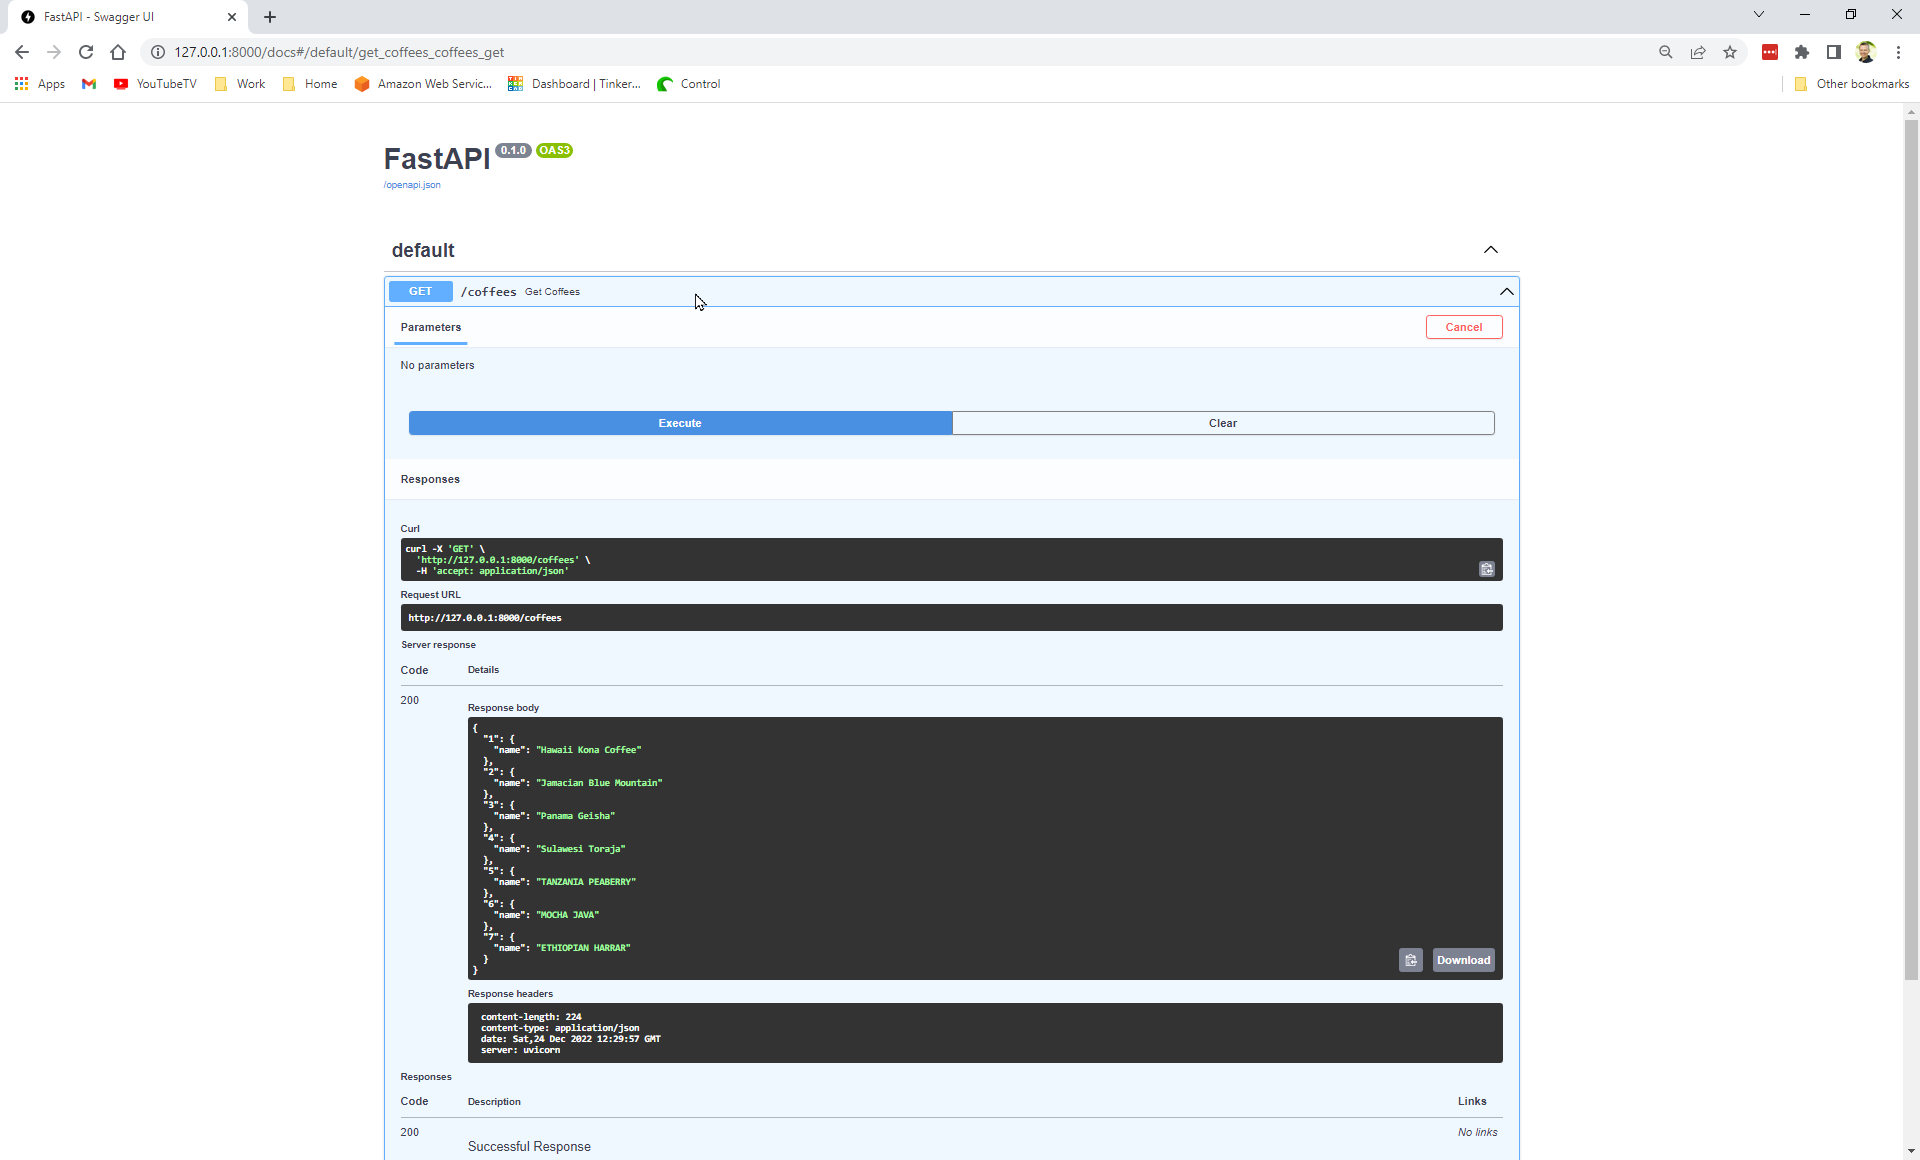 FastAPI - Swagger UI
127.0.0.1:8000/docs#/default/get_coffees_coffees_get
Apps YouTubeTV Work Home Amazon Web Servic... Dashboard | Tinker... Control Other bookmarks
FastAPI 0.1.0 OAS3
/openapi.json
default
GET /coffees Get Coffees
Parameters Cancel
No parameters
Execute Clear
Responses
Curl
curl -X 'GET' \
'http://127.0.0.1:8000/coffees' \
-H 'accept: application/json'
Request URL
http://127.0.0.1:8000/coffees
Server response
Code Details
200
Response body
{
"1": {
"name": "Hawaii Kona Coffee"
},
"2": {
"name": "Jamacian Blue Mountain"
},
"3": {
"name": "Panama Geisha"
},
"4": {
"name": "Sulawesi Toraja"
},
"5": {
"name": "TANZANIA PEABERRY"
},
"6": {
"name": "MOCHA JAVA"
},
"7": {
"name": "ETHIOPIAN HARRAR"
}
}
Download
Response headers
content-length: 224
content-type: application/json
date: Sat,24 Dec 2022 12:29:57 GMT
server: uvicorn
Responses
Code Description Links
200 No links
Successful Response